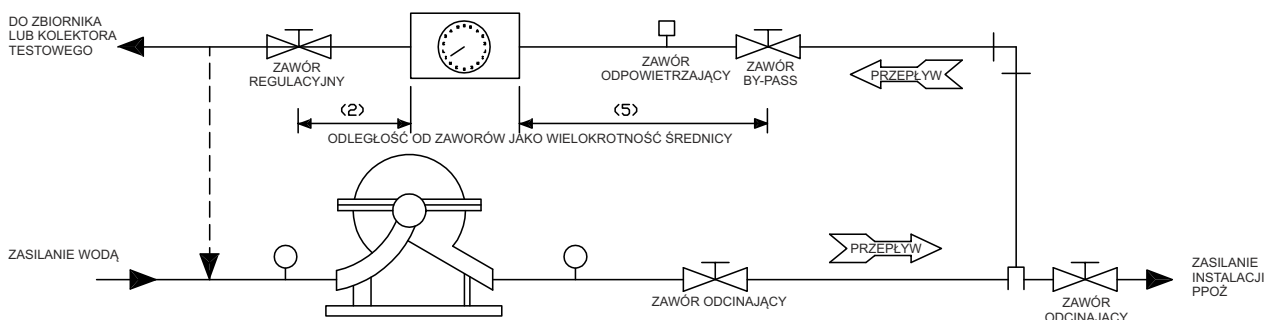 DO ZBIORNIKA
LUB KOLEKTORA
TESTOWEGO
ZAWÓR
REGULACYJNY
ZAWÓR
ODPOWIETRZAJĄCY
ZAWÓR
BY-PASS
PRZEPŁYW
(2)
(5)
ODLEGŁOŚĆ OD ZAWORÓW JAKO WIELOKROTNOŚĆ ŚREDNICY
ZASILANIE WODĄ
PRZEPŁYW
ZAWÓR ODCINAJĄCY
ZAWÓR
ODCINAJĄCY
ZASILANIE
INSTALACJI
PPOŻ